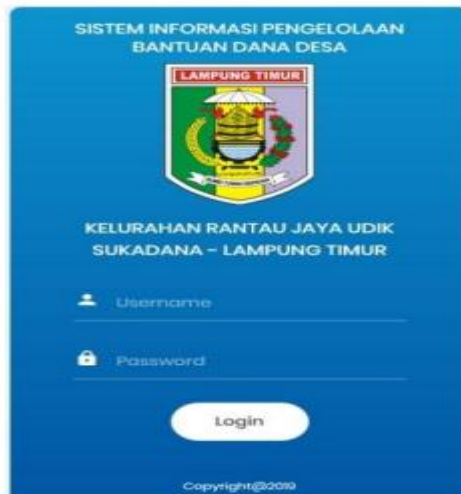 SISTEM INFORMASI PENGELOLAAN
BANTUAN DANA DESA
LAMPUNG TIMUR
KELURAHAN RANTAU JAYA UDIK
SUKADANA - LAMPUNG TIMUR
Username
Password
Login
Copyright@2019